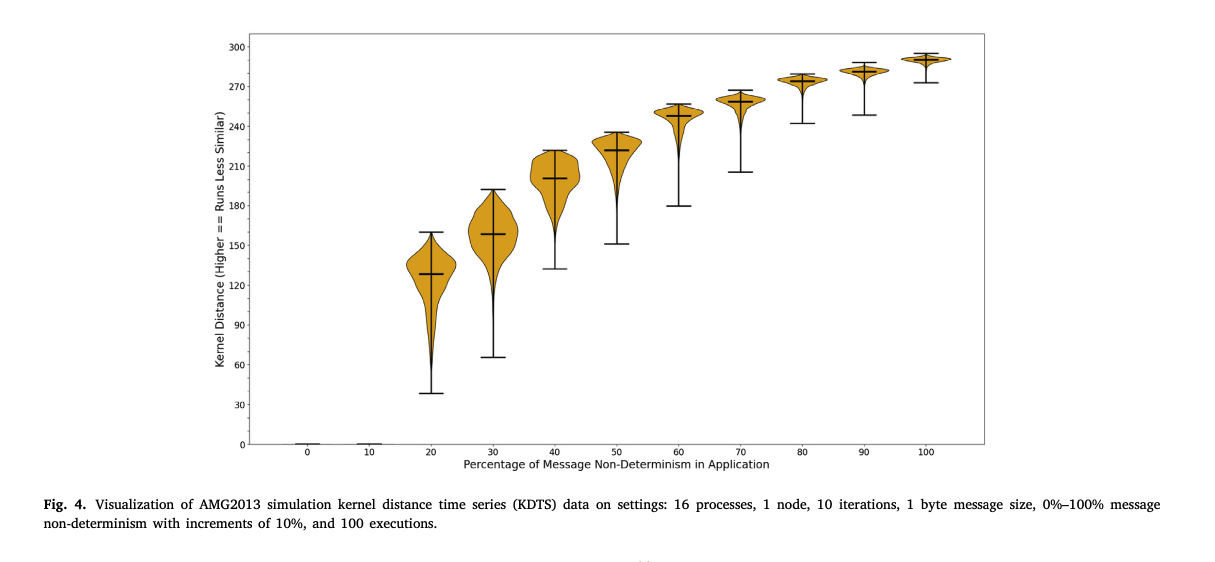 300
270
240
210
180
150
120
90
60
30
0
Kernel Distance (Higher == Runs Less Similar)
0 10 20 30 40 50 60 70 80 90 100
Percentage of Message Non-Determinism in Application
Fig. 4. Visualization of AMG2013 simulation kernel distance time series (KDTS) data on settings: 16 processes, 1 node, 10 iterations, 1 byte message size, 0%–100% message
non-determinism with increments of 10%, and 100 executions.